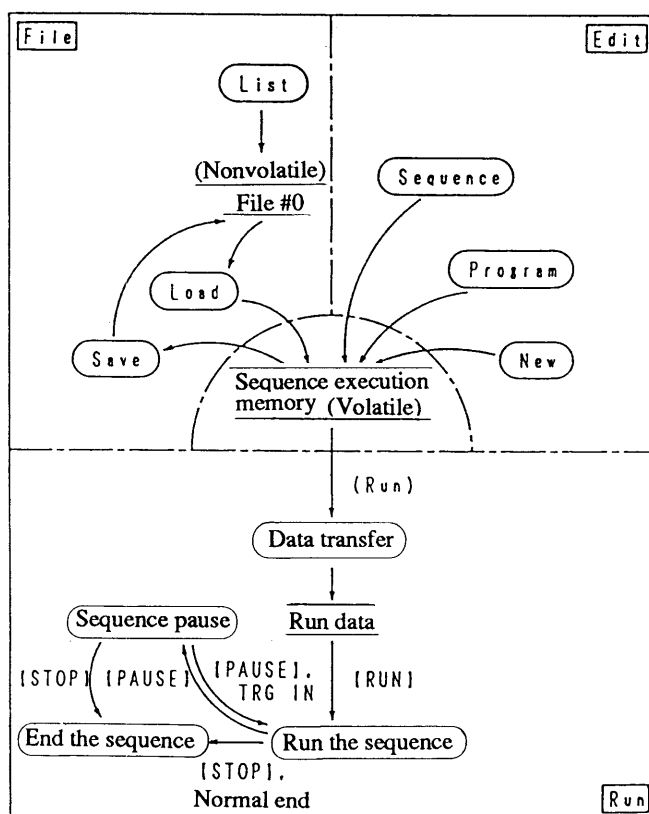 File
Edit
List
(Nonvolatile)
File #0
Sequence
Program
Load
Save
New
Sequence execution
memory (Volatile)
(Run)
Data transfer
Run data
Sequence pause
[STOP]
[PAUSE]
[PAUSE],
TRG IN
[RUN]
End the sequence
Run the sequence
[STOP],
Normal end
Run